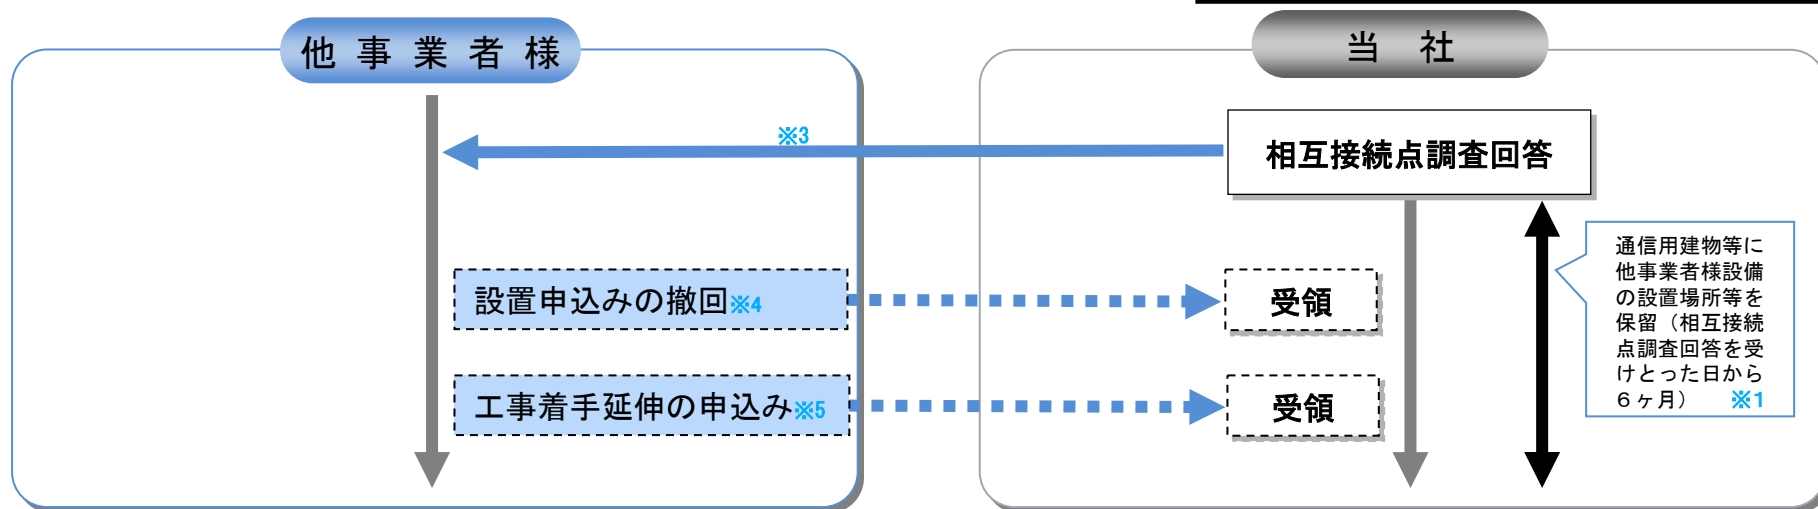 他事業者様
当社
※3
相互接続点調査回答
設置申込みの撤回※4
受領
工事着手延伸の申込み※5
受領
通信用建物等に
他事業者様設備
の設置場所等を
保留（相互接続
点調査回答を受
けとった日から
６ヶ月） ※1